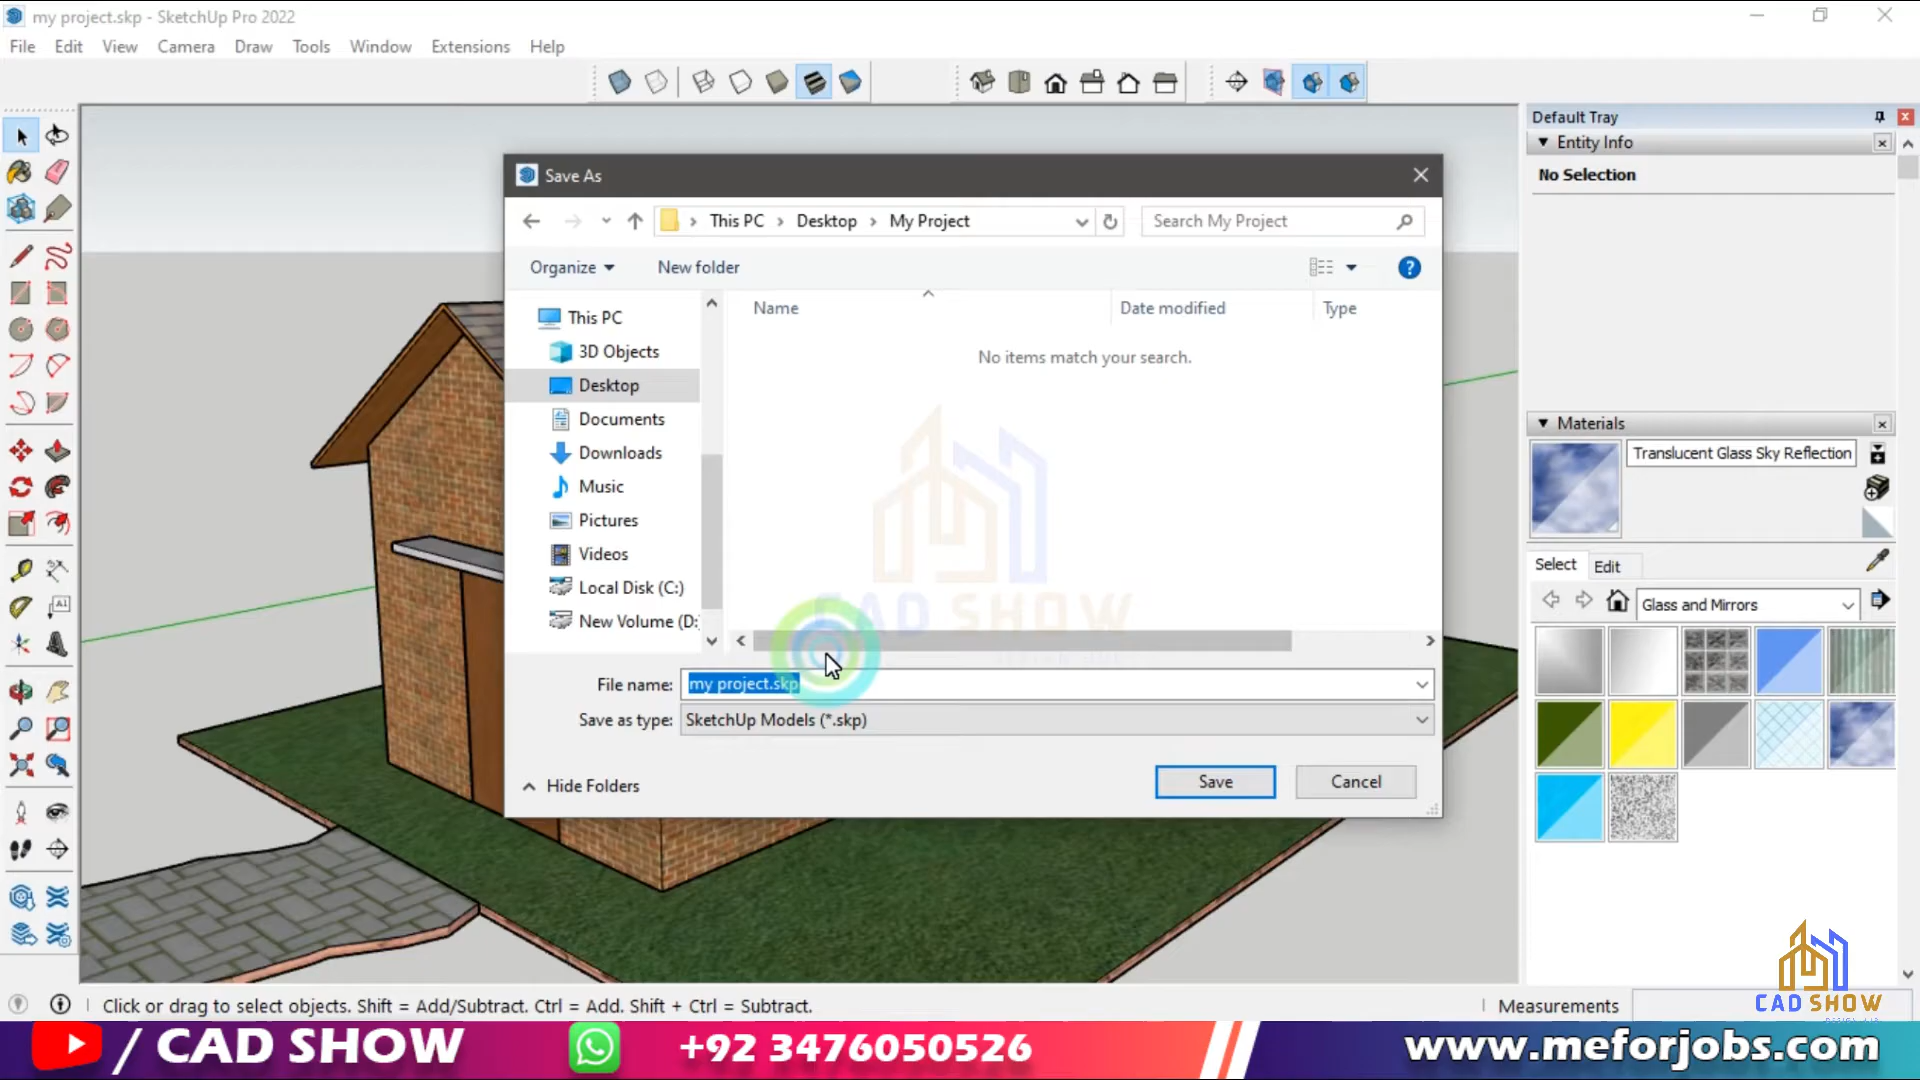 my project.skp - SketchUp Pro 2022
File Edit View Camera Draw Tools Window Extensions Help
Default Tray
Entity Info
No Selection
Save As
This PC > Desktop > My Project
Search My Project
Organize
New folder
Name
Date modified
Type
No items match your search.
This PC
3D Objects
Desktop
Documents
Downloads
Music
Pictures
Videos
Local Disk (C:)
New Volume (D:)
CAD SHOW
File name: my project.skp
Save as type: SketchUp Models (*.skp)
Hide Folders
Save
Cancel
Materials
Translucent Glass Sky Reflection
Select
Edit
Glass and Mirrors
A1
CAD SHOW
Click or drag to select objects. Shift = Add/Subtract. Ctrl = Add. Shift + Ctrl = Subtract.
Measurements
/ CAD SHOW
+92 3476050526
www.meforjobs.com